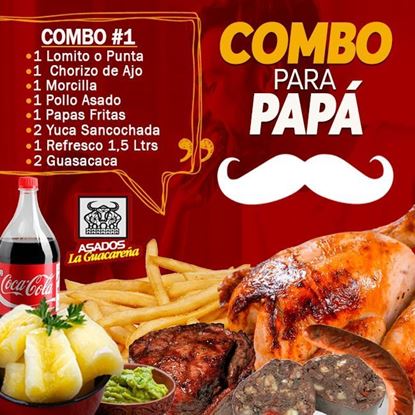 COMBO #1
• 1 Lomito o Punta
• 1 Chorizo de Ajo
• 1 Morcilla
• 1 Pollo Asado
• 1 Papas Fritas
• 2 Yuca Sancochada
• 1 Refresco 1,5 Ltrs
• 2 Guasacaca
COMBO
PARA
PAPÁ
ASADOS
La Guacareña
Coca-Cola